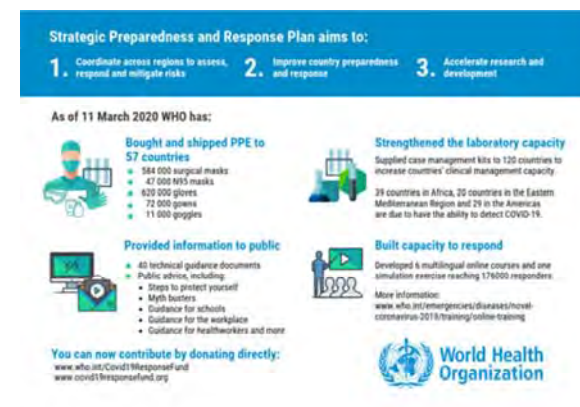 Strategic Preparedness and Response Plan aims to:
1. Coordinate across regions to assess,
respond and mitigate risks
2. Improve country preparedness
and response
3. Accelerate research and
development
As of 11 March 2020 WHO has:
Bought and shipped PPE to
57 countries
584 000 surgical masks
47 000 N95 masks
620 000 gloves
72 000 gowns
11 000 goggles
Strengthened the laboratory capacity
Supplied case management kits to 120 countries to
increase countries' clinical management capacity.
39 countries in Africa, 20 countries in the Eastern
Mediterranean Region and 29 in the Americas
are due to have the ability to detect COVID-19.
Provided information to public
40 technical guidance documents
Public advice, including:
Steps to protect yourself
Myth busters
Guidance for schools
Guidance for the workplace
Guidance for healthworkers and more
Built capacity to respond
Developed 6 multilingual online courses and one
simulation exercise reaching 176000 responders.
More information:
www.who.int/emergencies/diseases/novel-
coronavirus-2019/training/online-training
You can now contribute by donating directly:
www.who.int/Covid19ResponseFund
www.covid19responsefund.org
World Health
Organization